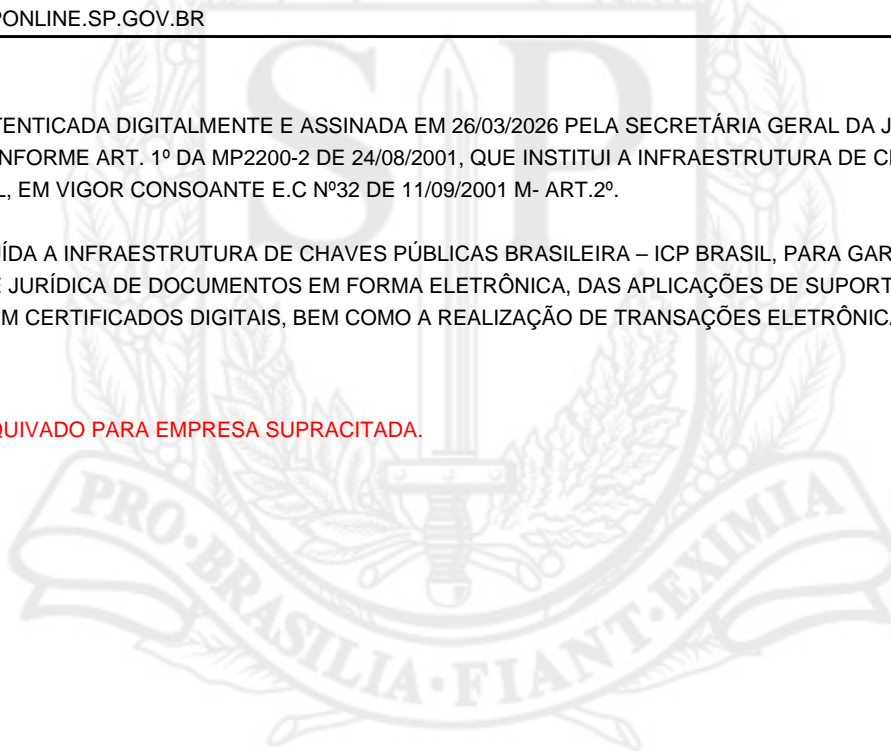 PONLINE.SP.GOV.BR
TENTICADA DIGITALMENTE E ASSINADA EM 26/03/2026 PELA SECRETÁRIA GERAL DA J
NFORME ART. 1º DA MP2200-2 DE 24/08/2001, QUE INSTITUI A INFRAESTRUTURA DE C
L, EM VIGOR CONSOANTE E.C Nº32 DE 11/09/2001 M- ART.2º.
ÍDA A INFRAESTRUTURA DE CHAVES PÚBLICAS BRASILEIRA – ICP BRASIL, PARA GAR
E JURÍDICA DE DOCUMENTOS EM FORMA ELETRÔNICA, DAS APLICAÇÕES DE SUPORT
M CERTIFICADOS DIGITAIS, BEM COMO A REALIZAÇÃO DE TRANSAÇÕES ELETRÔNICA
QUIVADO PARA EMPRESA SUPRACITADA.
SP
PRO·BRASILIA·FIANT·EXIMIA